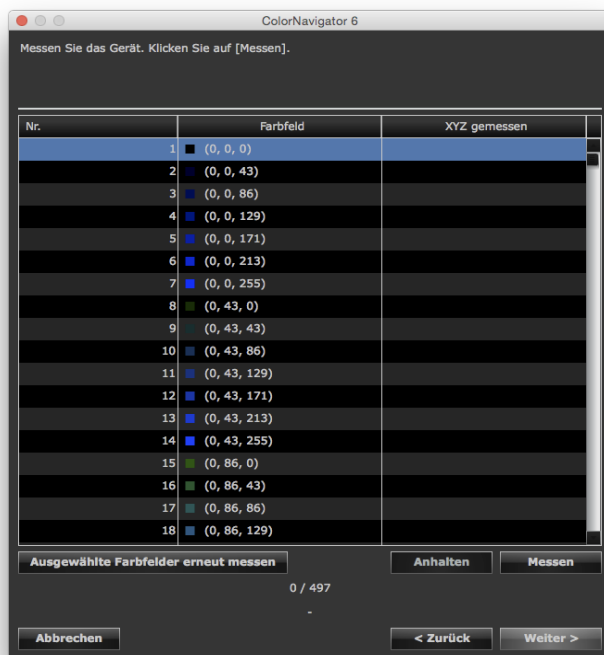 ColorNavigator 6
Messen Sie das Gerät. Klicken Sie auf [Messen].
Nr. Farbfeld XYZ gemessen
1 (0, 0, 0)
2 (0, 0, 43)
3 (0, 0, 86)
4 (0, 0, 129)
5 (0, 0, 171)
6 (0, 0, 213)
7 (0, 0, 255)
8 (0, 43, 0)
9 (0, 43, 43)
10 (0, 43, 86)
11 (0, 43, 129)
12 (0, 43, 171)
13 (0, 43, 213)
14 (0, 43, 255)
15 (0, 86, 0)
16 (0, 86, 43)
17 (0, 86, 86)
18 (0, 86, 129)
Ausgewählte Farbfelder erneut messen Anhalten Messen
0 / 497
-
Abbrechen < Zurück Weiter >